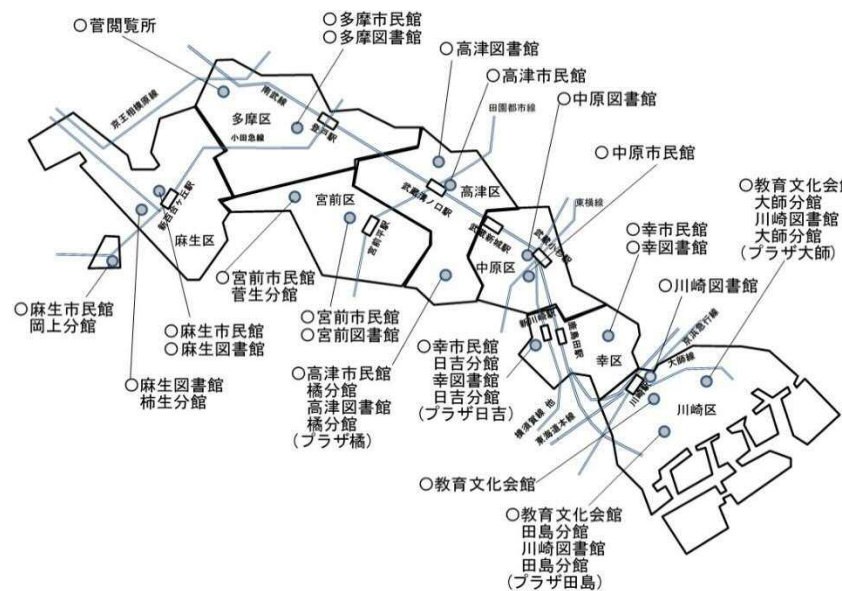 ○菅閲覧所
○多摩市民館
○多摩図書館
○高津図書館
○高津市民館
○中原図書館
○中原市民館
○教育文化会館
大師分館
川崎図書館
大師分館
(プラザ大師)
京王相模原線
南武線
多摩区
小田急線
登戸駅
田園都市線
東横線
高津区
武蔵溝ノ口駅
宮前区
宮前平駅
武蔵新城駅
武蔵小杉駅
中原区
新百合ケ丘駅
麻生区
○幸市民館
○幸図書館
○川崎図書館
○麻生市民館
岡上分館
○宮前市民館
菅生分館
○麻生市民館
○麻生図書館
○宮前市民館
○宮前図書館
○麻生図書館
柿生分館
○高津市民館
橘分館
高津図書館
橘分館
(プラザ橘)
○幸市民館
日吉分館
幸図書館
日吉分館
(プラザ日吉)
新川崎駅
鹿島田駅
幸区
京浜急行線
大師線
川崎駅
川崎区
横須賀線 他
東海道本線
○教育文化会館
○教育文化会館
田島分館
川崎図書館
田島分館
(プラザ田島)